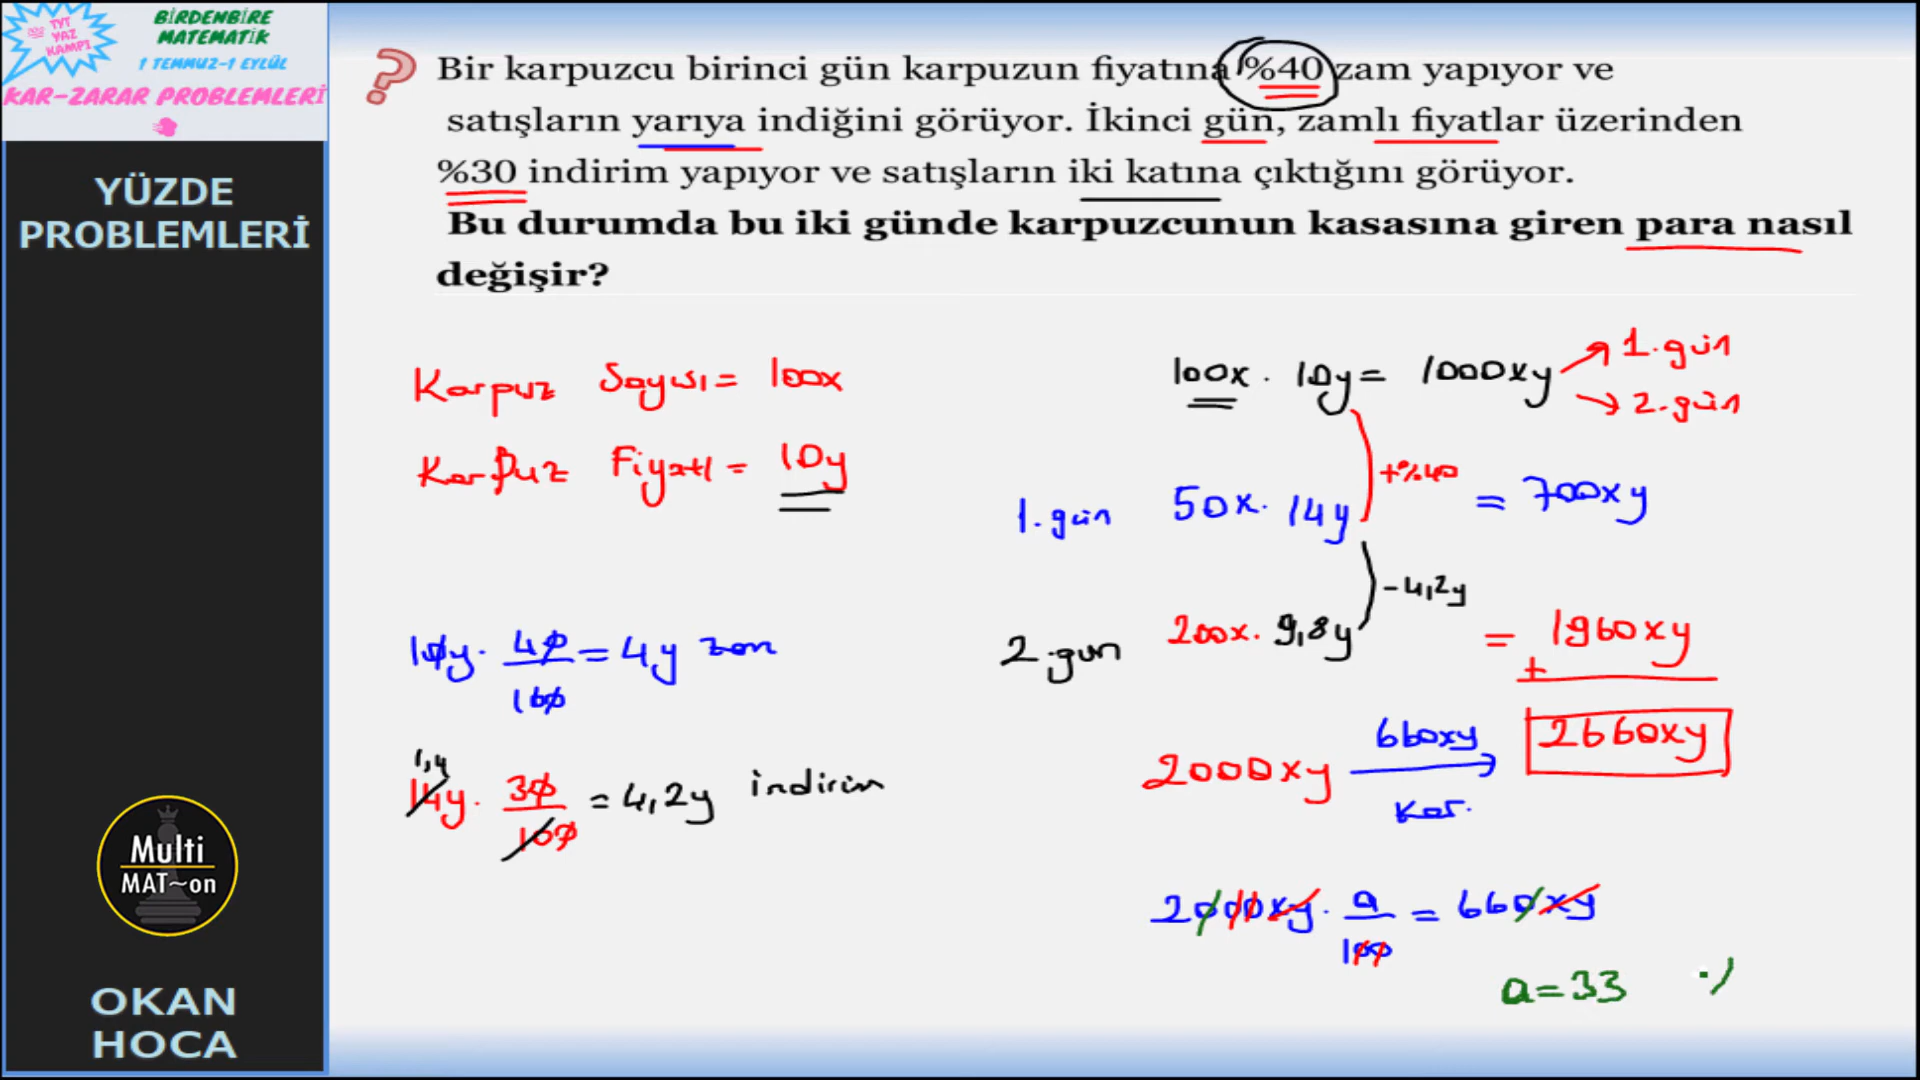 TYT
YAZ
KAMPI
BİRDENBİRE
MATEMATİK
1 TEMMUZ-1 EYLÜL
KAR-ZARAR PROBLEMLERİ
YÜZDE
PROBLEMLERİ
Multi
MAT~on
OKAN
HOCA
Bir karpuzcu birinci gün karpuzun fiyatına %40 zam yapıyor ve
satışların yarıya indiğini görüyor. İkinci gün, zamlı fiyatlar üzerinden
%30 indirim yapıyor ve satışların iki katına çıktığını görüyor.
Bu durumda bu iki günde karpuzcunun kasasına giren para nasıl
değişir?
Karpuz Sayısı = 100x
Karpuz Fiyatı = 10y
10y · 40/100 = 4y zam
1,4
14y · 30/100 = 4,2y indirim
100x · 10y = 1000xy
1. gün
2. gün
+%40
1. gün 50x · 14y = 700xy
-4,2y
2. gün 200x · 9,8y = 1960xy
+
2000xy 660xy 2660xy
Kar.
2000xy · a/100 = 660xy
a = 33